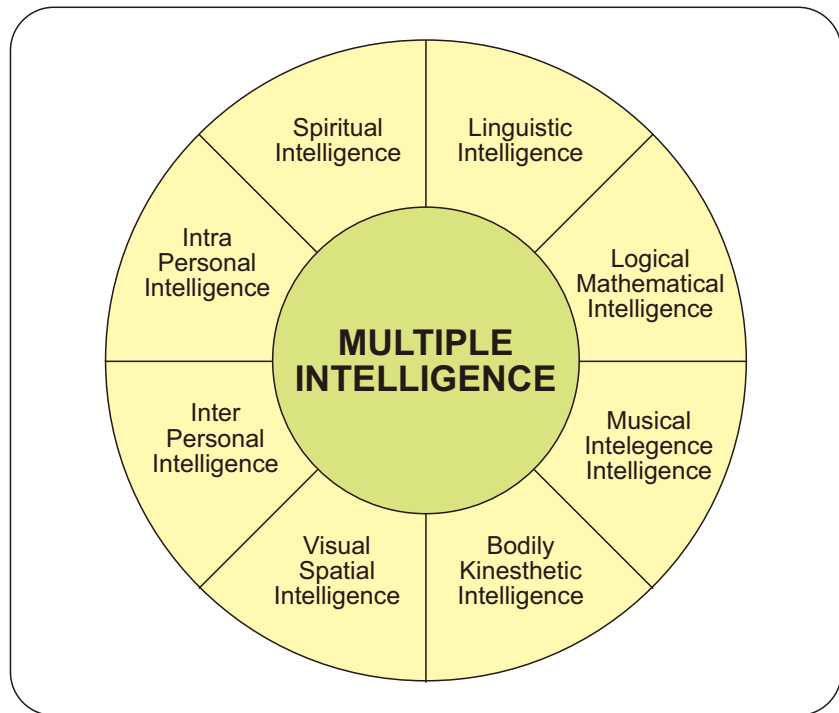 Spiritual
Intelligence
Linguistic
Intelligence
Intra
Personal
Intelligence
Logical
Mathematical
Intelligence
MULTIPLE
INTELLIGENCE
Inter
Personal
Intelligence
Musical
Intelegence
Intelligence
Visual
Spatial
Intelligence
Bodily
Kinesthetic
Intelligence